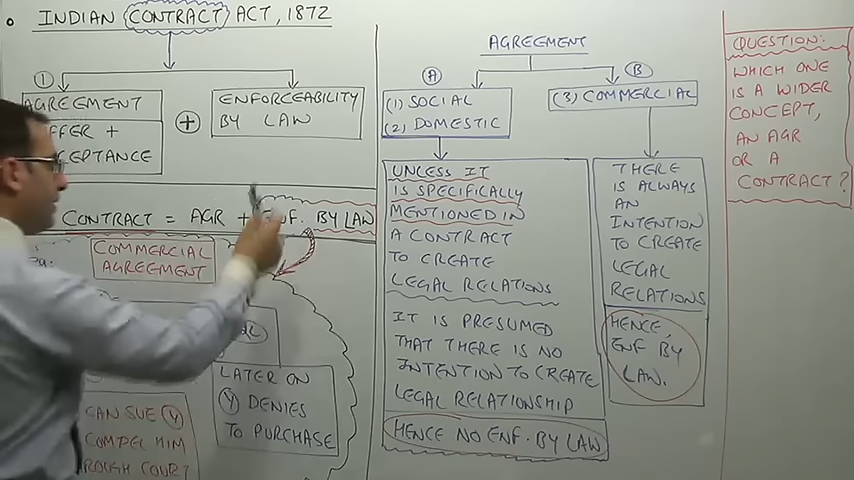 INDIAN CONTRACT ACT, 1872
1
AGREEMENT
OFFER +
ACCEPTANCE
+
ENFORCEABILITY
BY LAW
CONTRACT = AGR + ENF. BY LAW
COMMERCIAL
AGREEMENT
LATER ON
Y DENIES
TO PURCHASE
CAN SUE Y
COMPEL HIM
THROUGH COURT
AGREEMENT
A
(1) SOCIAL
(2) DOMESTIC
UNLESS IT
IS SPECIFICALLY
MENTIONED IN
A CONTRACT
TO CREATE
LEGAL RELATIONS
IT IS PRESUMED
THAT THERE IS NO
INTENTION TO CREATE
LEGAL RELATIONSHIP
HENCE NO ENF. BY LAW
B
(3) COMMERCIAL
THERE
IS ALWAYS
AN
INTENTION
TO CREATE
LEGAL
RELATIONS
HENCE,
ENF BY
LAW.
QUESTION:
WHICH ONE
IS A WIDER
CONCEPT,
AN AGR
OR A
CONTRACT?